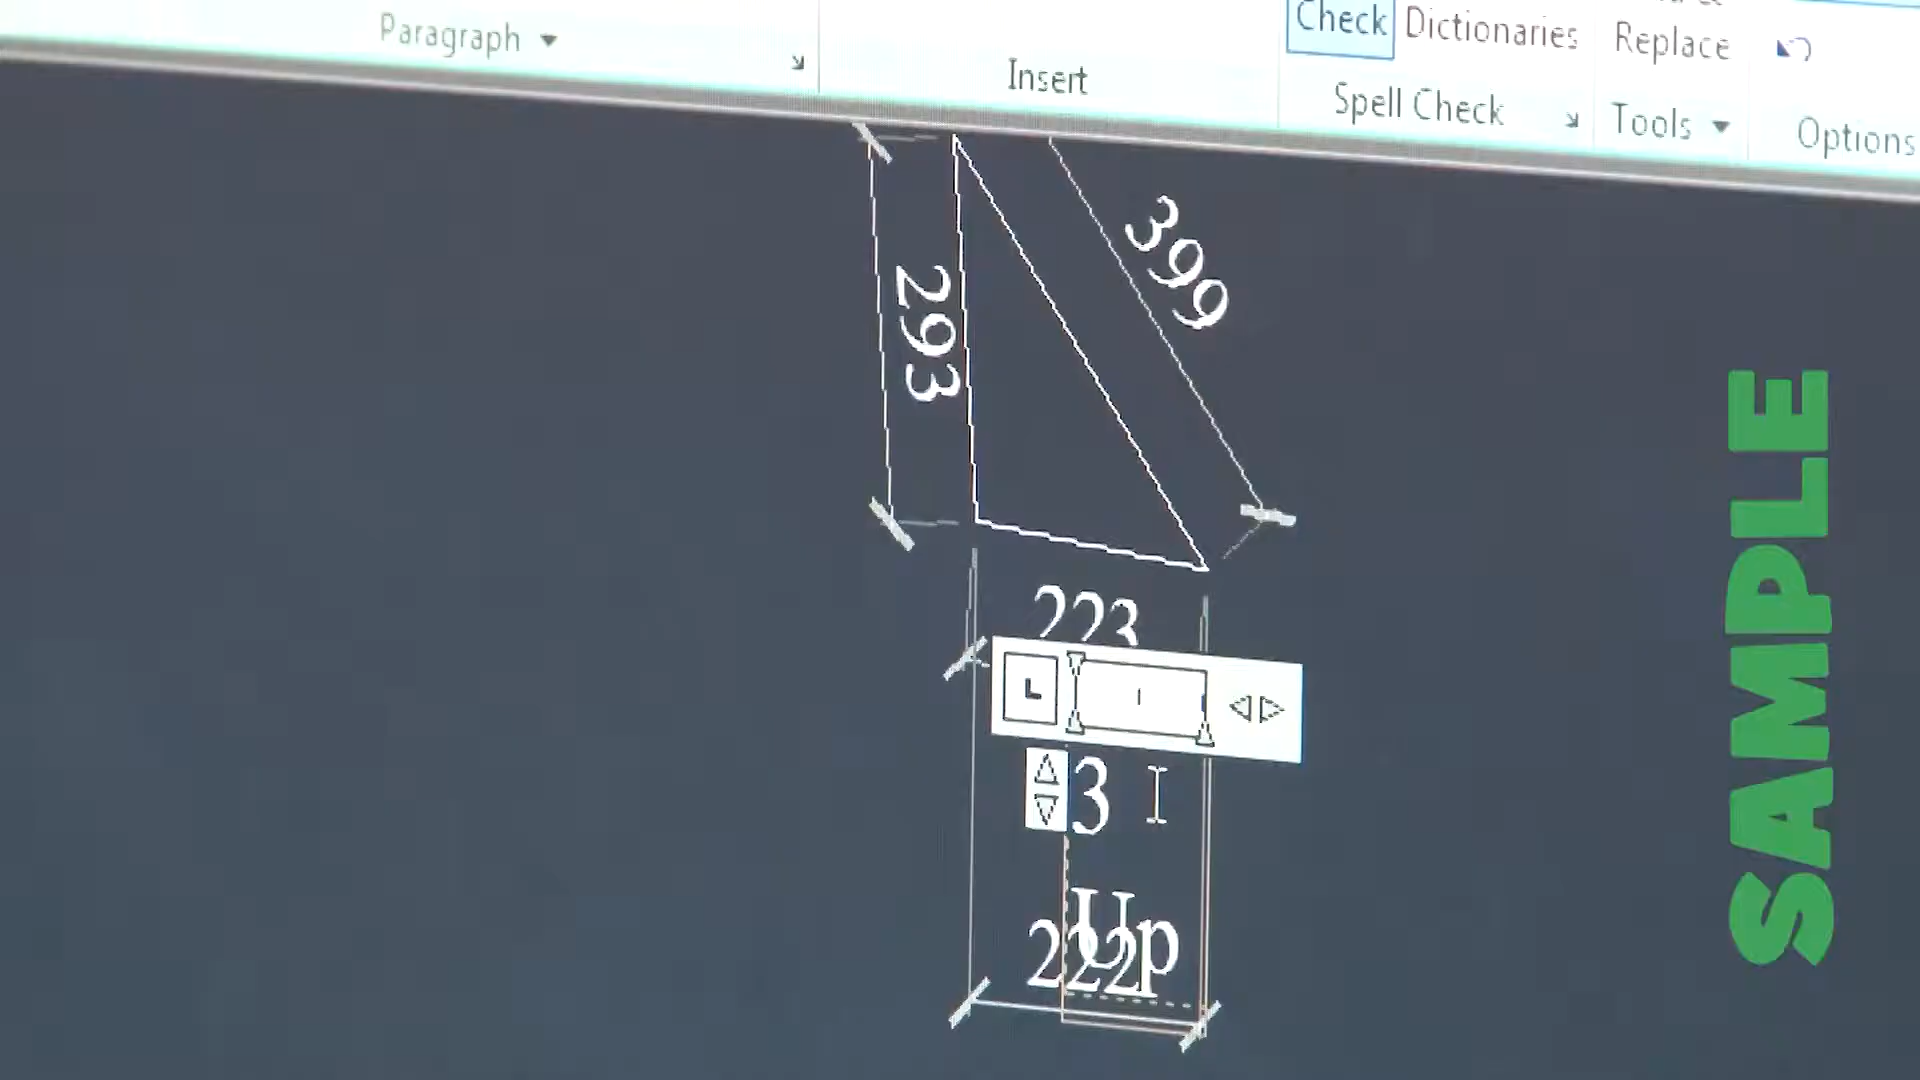 Paragraph
Insert
Check
Dictionaries
Replace
Spell Check
Tools
Options
399
293
223
3
Up
222
SAMPLE